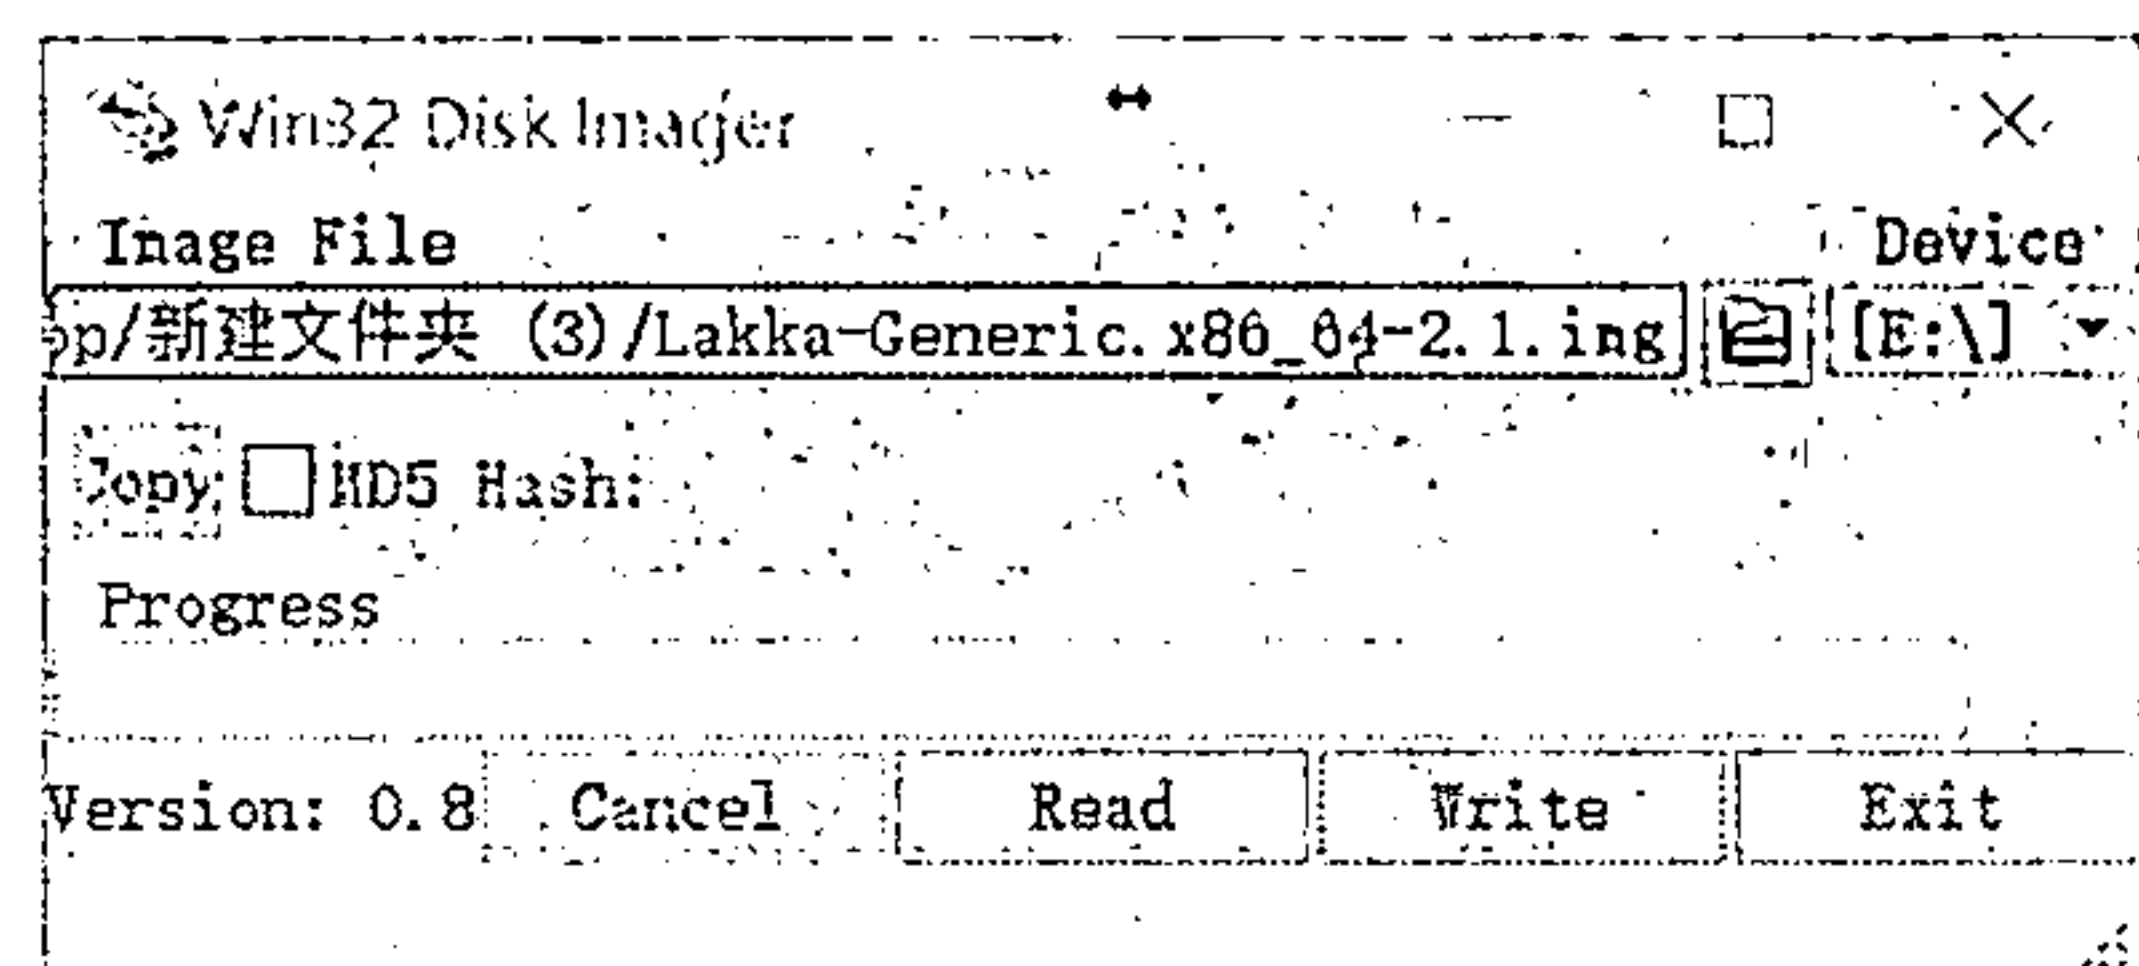 Win32 Disk Imager
Image File Device
op/新建文件夹 (3)/Lakka-Generic.x86_64-2.1.img [E:\]
Copy MD5 Hash:
Progress
Version: 0.8 Cancel Read Write Exit